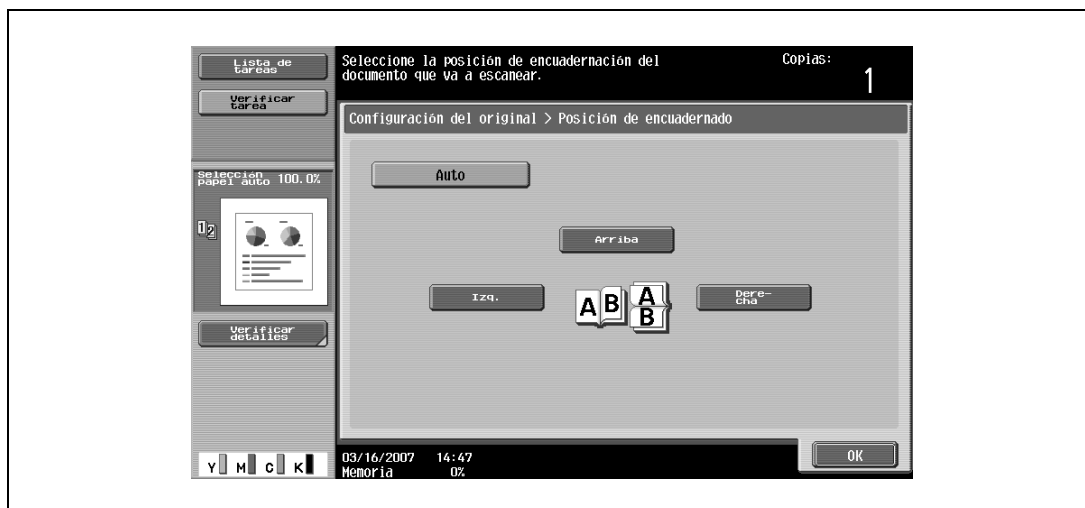 Lista de
tareas
Verificar
tarea
Selección
papel auto 100.0%
12
Verificar
detalles
Y M C K
Seleccione la posición de encuadernación del
documento que va a escanear.
Copias:
1
Configuración del original > Posición de encuadernado
Auto
Arriba
Izq.
A B
A
B
Dere-
cha
03/16/2007 14:47
Memoria 0%
OK